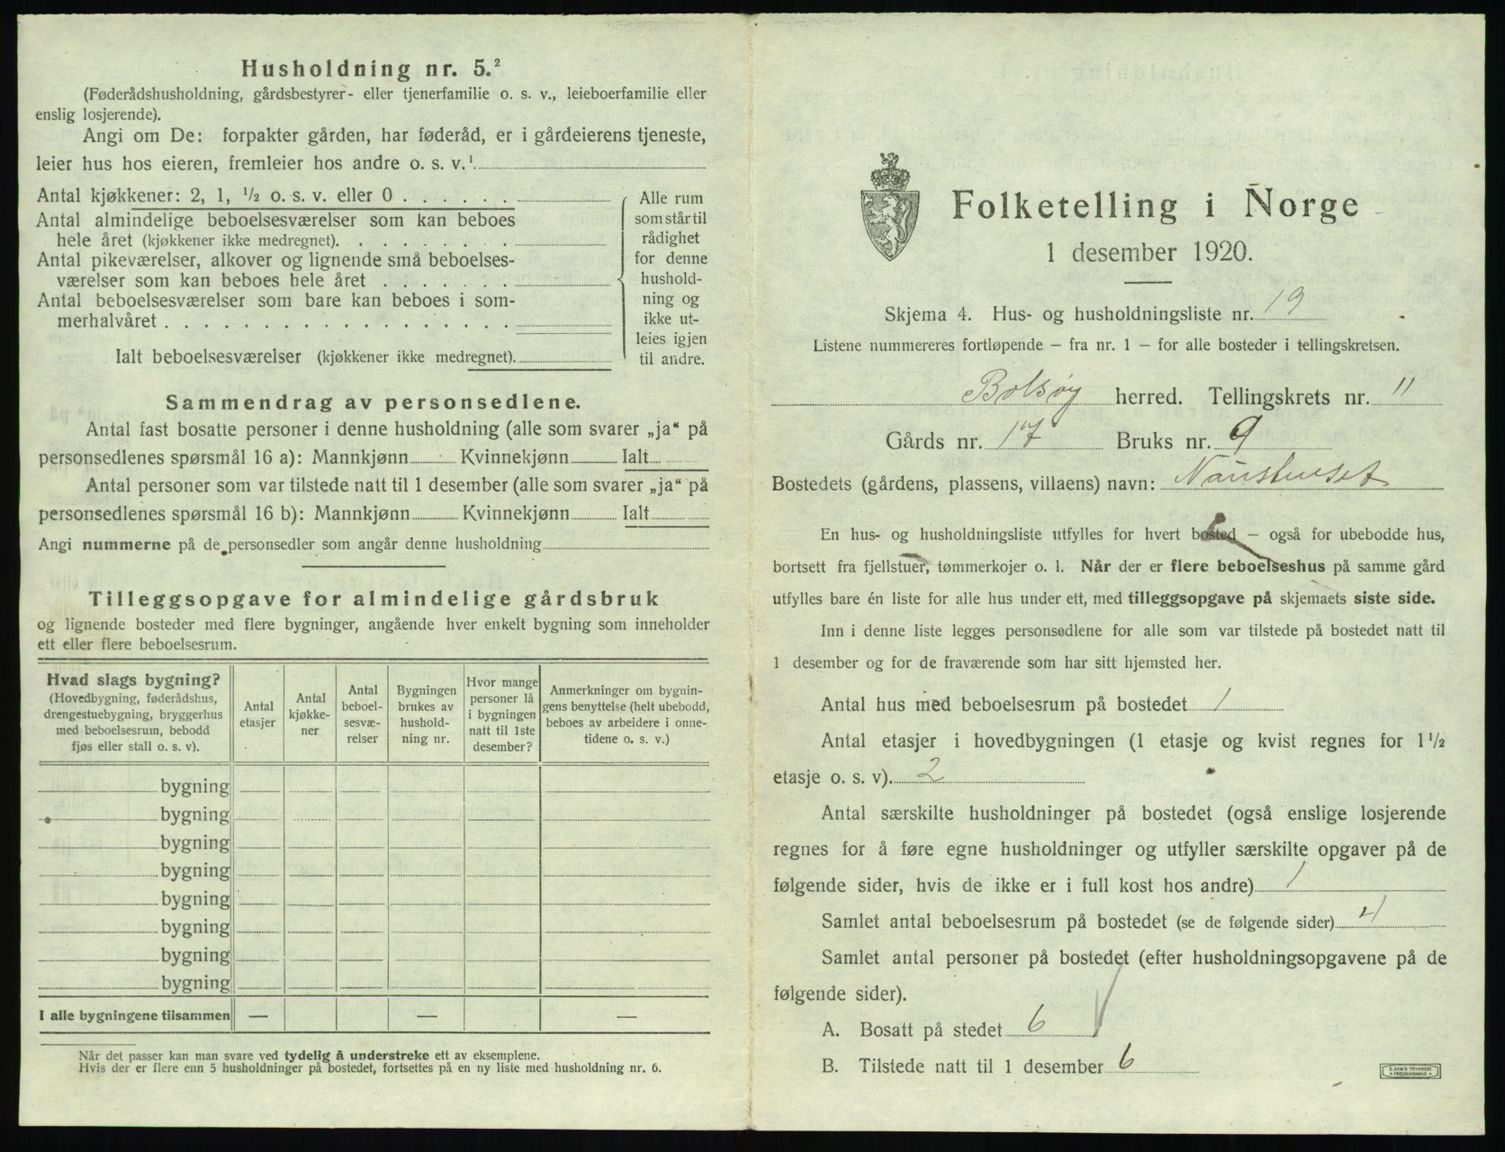 Husholdning nr. 5.²
(Føderådshusholdning, gårdsbestyrer- eller tjenerfamilie o. s. v., leieboerfamilie eller
enslig losjerende).
Angi om De: forpakter gården, har føderåd, er i gårdeierens tjeneste,
leier hus hos eieren, fremleier hos andre o. s. v.¹
Antal kjøkkener: 2, 1, ½ o. s. v. eller 0
Antal almindelige beboelsesværelser som kan beboes
hele året (kjøkkener ikke medregnet).
Antal pikeværelser, alkover og lignende små beboelses-
værelser som kan beboes hele året
Antal beboelsesværelser som bare kan beboes i som-
merhalvåret
Ialt beboelsesværelser (kjøkkener ikke medregnet).
Alle rum
som står til
rådighet
for denne
hushold-
ning og
ikke ut-
leies igjen
til andre.
Sammendrag av personsedlene.
Antal fast bosatte personer i denne husholdning (alle som svarer „ja“ på
personsedlenes spørsmål 16 a): Mannkjønn Kvinnekjønn Ialt
Antal personer som var tilstede natt til 1 desember (alle som svarer „ja“ på
personsedlenes spørsmål 16 b): Mannkjønn Kvinnekjønn Ialt
Angi nummerne på de personsedler som angår denne husholdning
Tilleggsopgave for almindelige gårdsbruk
og lignende bosteder med flere bygninger, angående hver enkelt bygning som inneholder
ett eller flere beboelsesrum.
Hvad slags bygning?
(Hovedbygning, føderådshus,
drengestuebygning, bryggerhus
med beboelsesrum, bebodd
fjøs eller stall o. s. v.).
Antal
etasjer
Antal
kjøkke-
ner
Antal
beboel-
sesvæ-
relser
Bygningen
brukes av
hushold-
ning nr.
Hvor mange
personer lå
i bygningen
natt til 1ste
desember?
Anmerkninger om bygnin-
gens benyttelse (helt ubebodd,
beboes av arbeidere i onne-
tidene o. s. v.)
bygning
bygning
bygning
bygning
bygning
bygning
bygning
bygning
I alle bygningene tilsammen — — —
Når det passer kan man svare ved tydelig å understreke ett av eksemplene.
Hvis der er flere enn 5 husholdninger på bostedet, fortsettes på en ny liste med husholdning nr. 6.
Folketelling i Norge
1 desember 1920.
Skjema 4. Hus- og husholdningsliste nr. 19
Listene nummereres fortløpende – fra nr. 1 – for alle bosteder i tellingskretsen.
Bolsøy herred. Tellingskrets nr. 11
Gårds nr. 17 Bruks nr. 9
Bostedets (gårdens, plassens, villaens) navn: Nausthuset
En hus- og husholdningsliste utfylles for hvert bosted – også for ubebodde hus,
bortsett fra fjellstuer, tømmerkojer o. l. Når der er flere beboelseshus på samme gård
utfylles bare én liste for alle hus under ett, med tilleggsopgave på skjemaets siste side.
Inn i denne liste legges personsedlene for alle som var tilstede på bostedet natt til
1 desember og for de fraværende som har sitt hjemsted her.
Antal hus med beboelsesrum på bostedet 1
Antal etasjer i hovedbygningen (1 etasje og kvist regnes for 1½
etasje o. s. v). 2
Antal særskilte husholdninger på bostedet (også enslige losjerende
regnes for å føre egne husholdninger og utfyller særskilte opgaver på de
følgende sider, hvis de ikke er i full kost hos andre) 1
Samlet antal beboelsesrum på bostedet (se de følgende sider) 4
Samlet antal personer på bostedet (efter husholdningsopgavene på de
følgende sider).
A. Bosatt på stedet 6
B. Tilstede natt til 1 desember 6